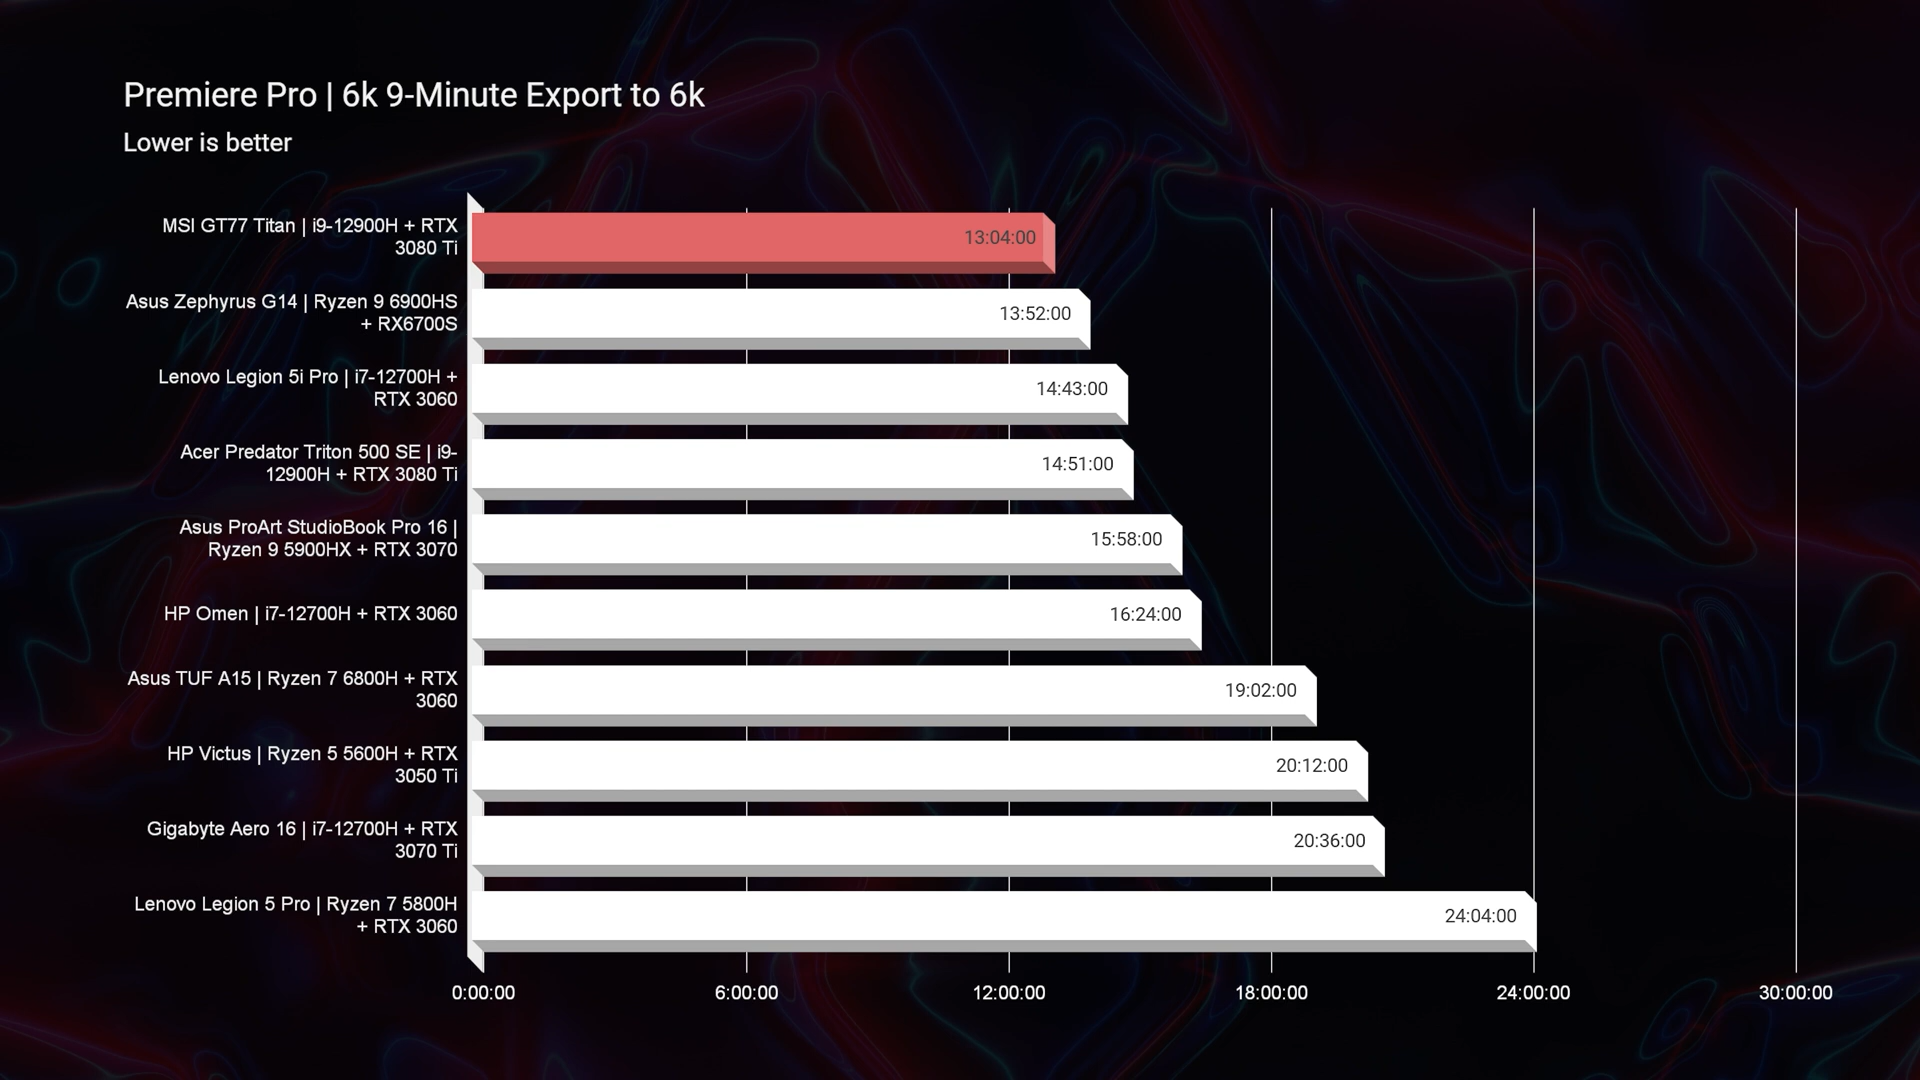 Premiere Pro | 6k 9-Minute Export to 6k
Lower is better
MSI GT77 Titan | i9-12900H + RTX
3080 Ti
13:04:00
Asus Zephyrus G14 | Ryzen 9 6900HS
+ RX6700S
13:52:00
Lenovo Legion 5i Pro | i7-12700H +
RTX 3060
14:43:00
Acer Predator Triton 500 SE | i9-
12900H + RTX 3080 Ti
14:51:00
Asus ProArt StudioBook Pro 16 |
Ryzen 9 5900HX + RTX 3070
15:58:00
HP Omen | i7-12700H + RTX 3060
16:24:00
Asus TUF A15 | Ryzen 7 6800H + RTX
3060
19:02:00
HP Victus | Ryzen 5 5600H + RTX
3050 Ti
20:12:00
Gigabyte Aero 16 | i7-12700H + RTX
3070 Ti
20:36:00
Lenovo Legion 5 Pro | Ryzen 7 5800H
+ RTX 3060
24:04:00
0:00:00 6:00:00 12:00:00 18:00:00 24:00:00 30:00:00